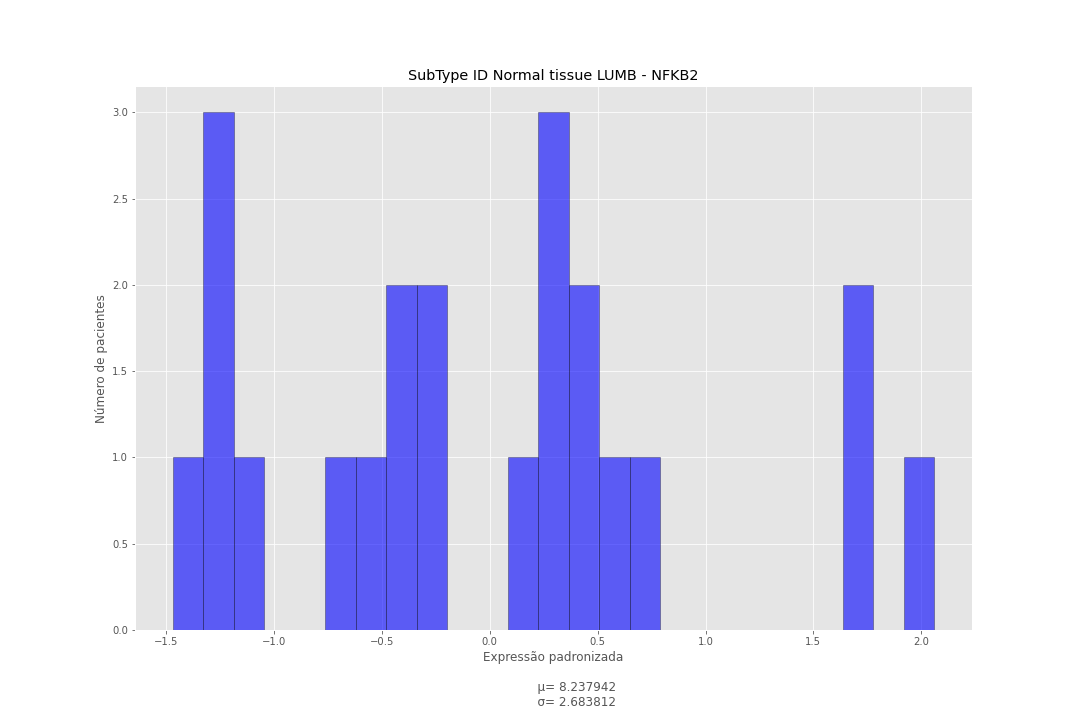 SubType ID Normal tissue LUMB - NFKB2
3.0
2.5
2.0
1.5
1.0
0.5
0.0
Número de pacientes
−1.5 −1.0 −0.5 0.0 0.5 1.0 1.5 2.0
Expressão padronizada
μ= 8.237942
σ= 2.683812